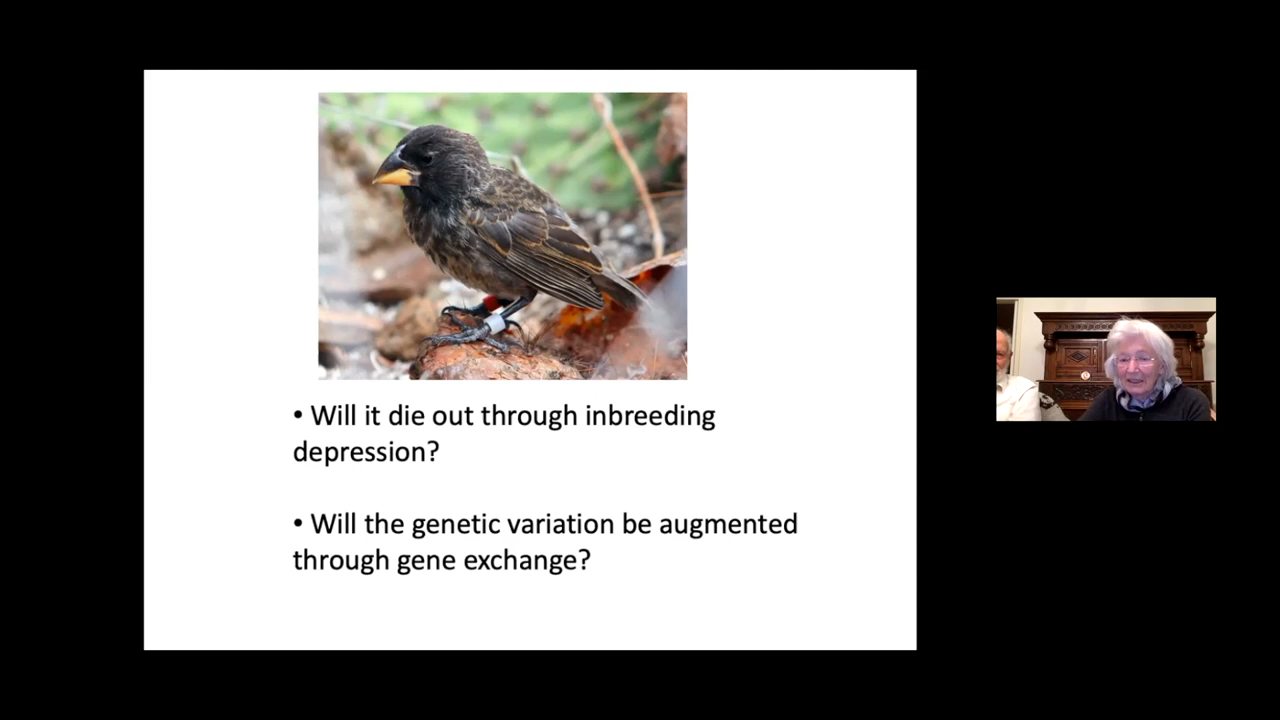 • Will it die out through inbreeding
depression?
• Will the genetic variation be augmented
through gene exchange?